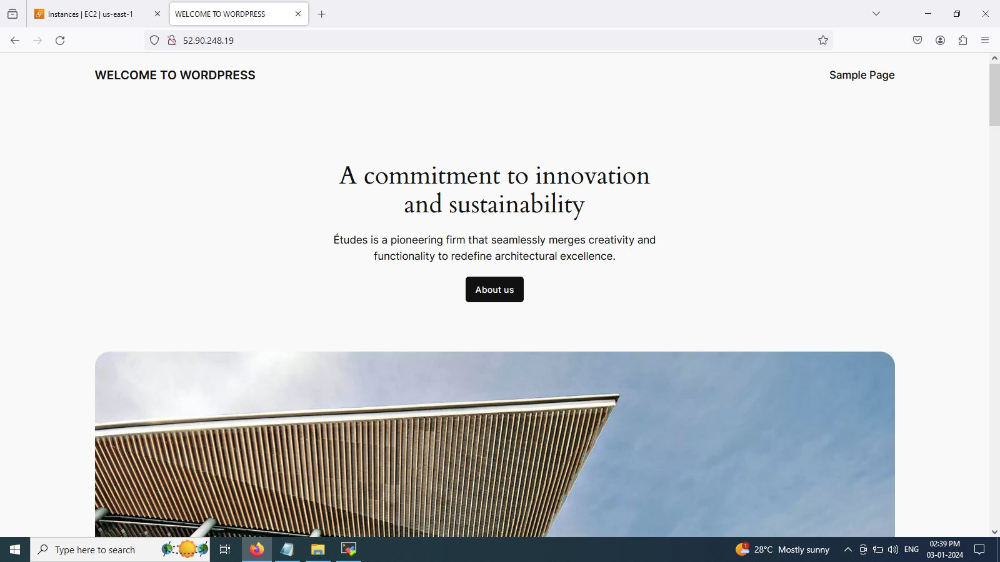 Instances | EC2 | us-east-1
WELCOME TO WORDPRESS
52.90.248.19
WELCOME TO WORDPRESS
Sample Page
A commitment to innovation
and sustainability
Études is a pioneering firm that seamlessly merges creativity and
functionality to redefine architectural excellence.
About us
Type here to search
1
28°C Mostly sunny
ENG
02:39 PM
03-01-2024